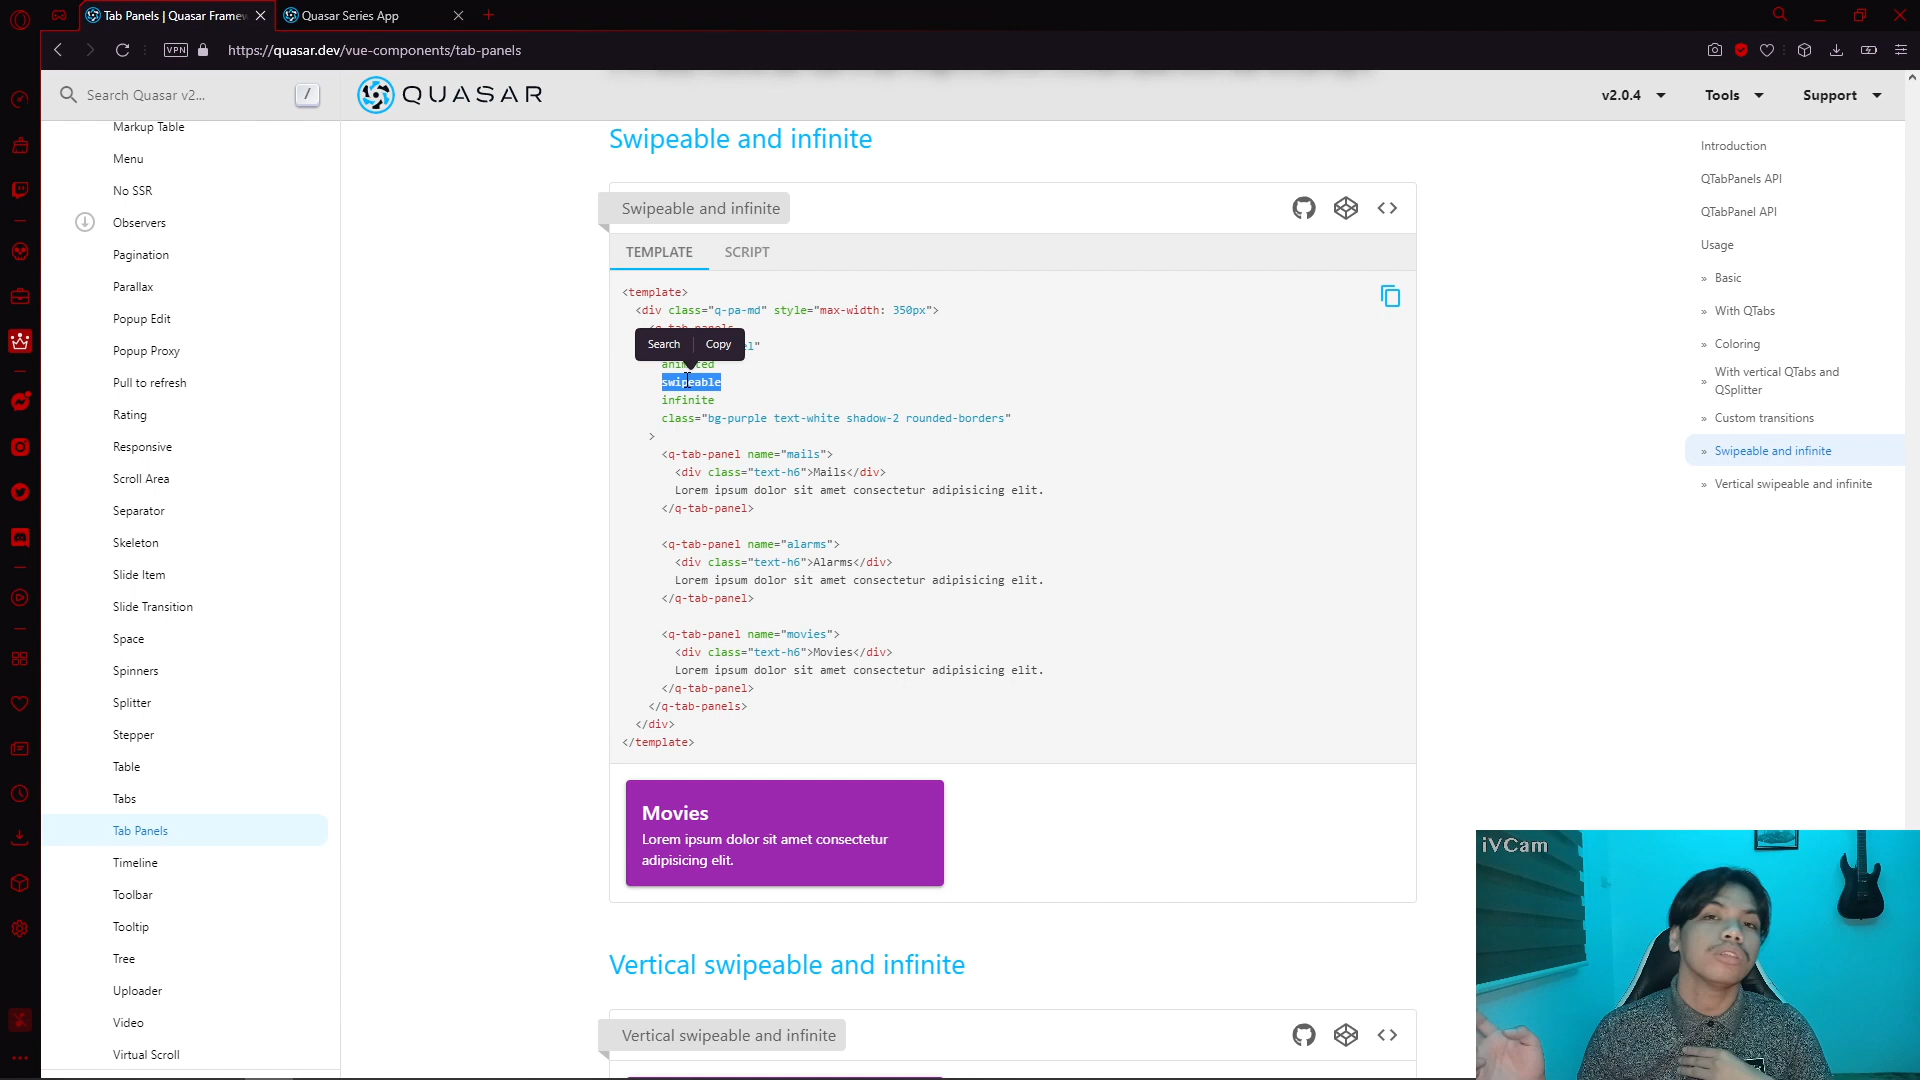 Tab Panels | Quasar Framew
Quasar Series App
VPN
https://quasar.dev/vue-components/tab-panels
Search Quasar v2...
/
QUASAR
v2.0.4
Tools
Support
Markup Table
Menu
No SSR
Observers
Pagination
Parallax
Popup Edit
Popup Proxy
Pull to refresh
Rating
Responsive
Scroll Area
Separator
Skeleton
Slide Item
Slide Transition
Space
Spinners
Splitter
Stepper
Table
Tabs
Tab Panels
Timeline
Toolbar
Tooltip
Tree
Uploader
Video
Virtual Scroll
Swipeable and infinite
Swipeable and infinite
TEMPLATE
SCRIPT
<template>
<div class="q-pa-md" style="max-width: 350px">
Search
Copy
el"
animated
swipeable
infinite
class="bg-purple text-white shadow-2 rounded-borders"
>
<q-tab-panel name="mails">
<div class="text-h6">Mails</div>
Lorem ipsum dolor sit amet consectetur adipisicing elit.
</q-tab-panel>
<q-tab-panel name="alarms">
<div class="text-h6">Alarms</div>
Lorem ipsum dolor sit amet consectetur adipisicing elit.
</q-tab-panel>
<q-tab-panel name="movies">
<div class="text-h6">Movies</div>
Lorem ipsum dolor sit amet consectetur adipisicing elit.
</q-tab-panel>
</q-tab-panels>
</div>
</template>
Movies
Lorem ipsum dolor sit amet consectetur
adipisicing elit.
Vertical swipeable and infinite
Vertical swipeable and infinite
Introduction
QTabPanels API
QTabPanel API
Usage
» Basic
» With QTabs
» Coloring
» With vertical QTabs and
QSplitter
» Custom transitions
» Swipeable and infinite
» Vertical swipeable and infinite
iVCam